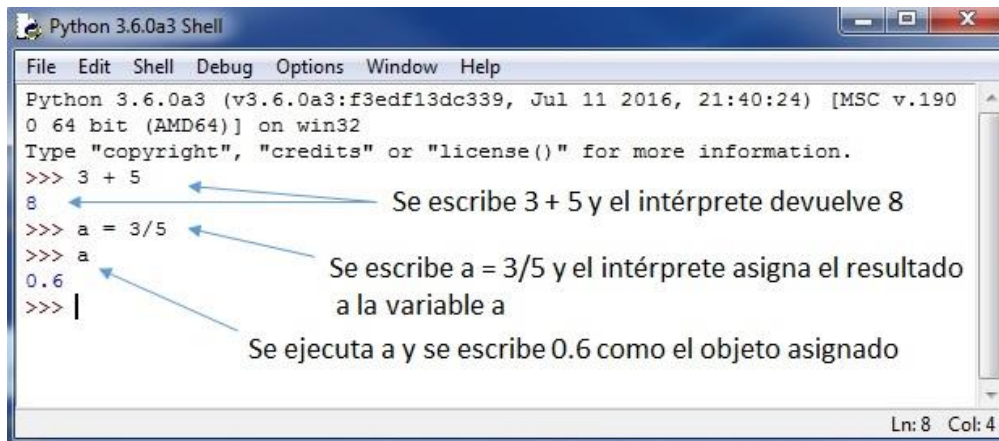 Python 3.6.0a3 Shell
File Edit Shell Debug Options Window Help
Python 3.6.0a3 (v3.6.0a3:f3edf13dc339, Jul 11 2016, 21:40:24) [MSC v.190
0 64 bit (AMD64)] on win32
Type "copyright", "credits" or "license()" for more information.
>>> 3 + 5
8
Se escribe 3 + 5 y el intérprete devuelve 8
>>> a = 3/5
>>> a
0.6
>>>
Se escribe a = 3/5 y el intérprete asigna el resultado
a la variable a
Se ejecuta a y se escribe 0.6 como el objeto asignado
Ln: 8 Col: 4